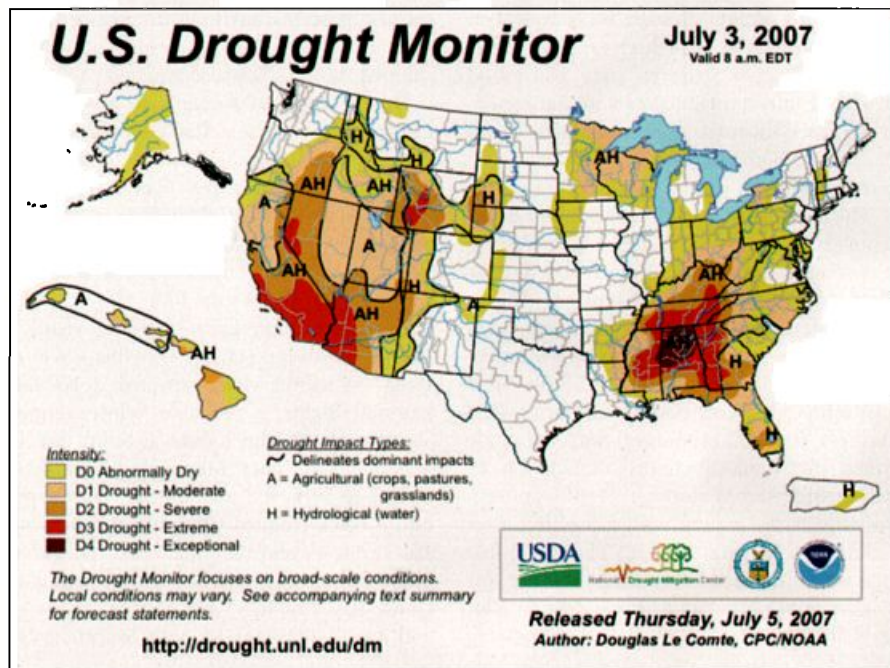 U.S. Drought Monitor
July 3, 2007
Valid 8 a.m. EDT
H
H
AH
AH
AH
H
A
A
AH
H
AH
AH
A
A
AH
AH
H
H
H
Intensity:
D0 Abnormally Dry
D1 Drought - Moderate
D2 Drought - Severe
D3 Drought - Extreme
D4 Drought - Exceptional
Drought Impact Types:
Delineates dominant impacts
A = Agricultural (crops, pastures,
grasslands)
H = Hydrological (water)
The Drought Monitor focuses on broad-scale conditions.
Local conditions may vary. See accompanying text summary
for forecast statements.
http://drought.unl.edu/dm
USDA
National Drought Mitigation Center
NOAA
Released Thursday, July 5, 2007
Author: Douglas Le Comte, CPC/NOAA